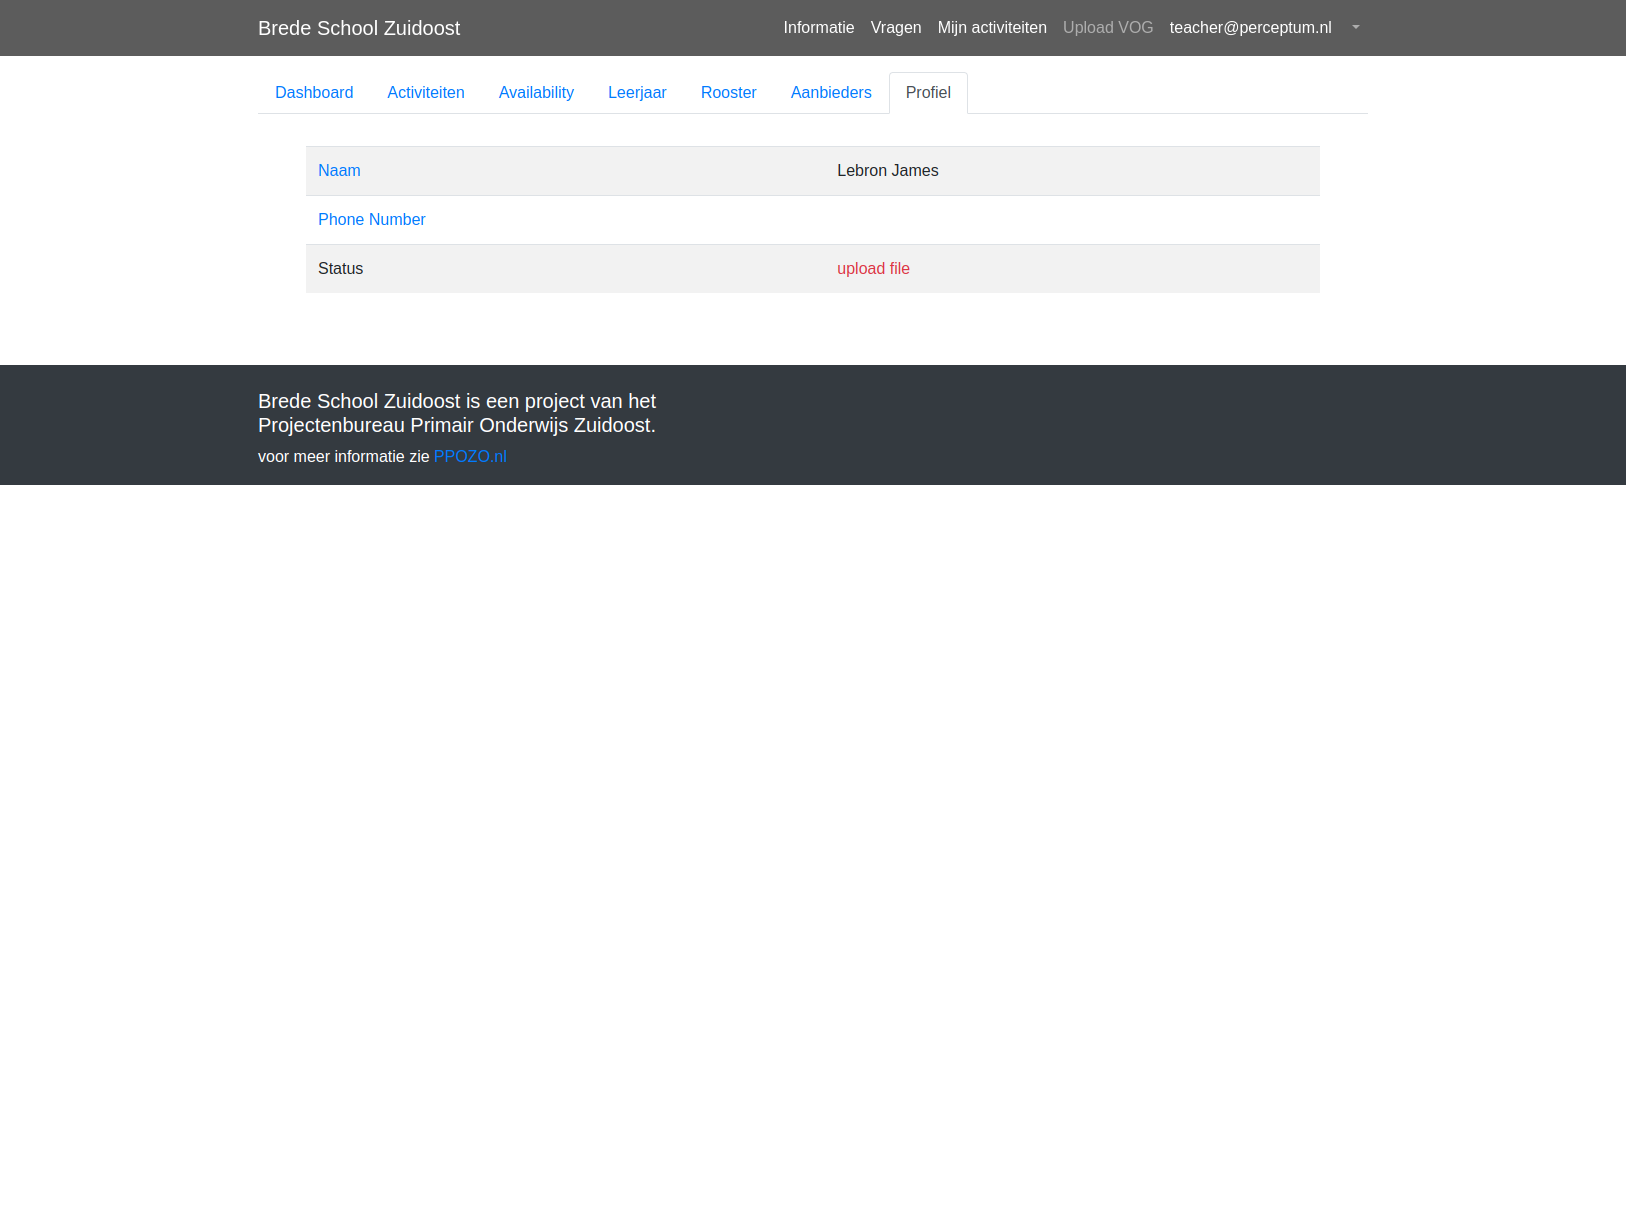 Brede School Zuidoost Informatie Vragen Mijn activiteiten Upload VOG teacher@perceptum.nl
Dashboard Activiteiten Availability Leerjaar Rooster Aanbieders Profiel
Naam Lebron James
Phone Number
Status upload file
Brede School Zuidoost is een project van het
Projectenbureau Primair Onderwijs Zuidoost.
voor meer informatie zie PPOZO.nl